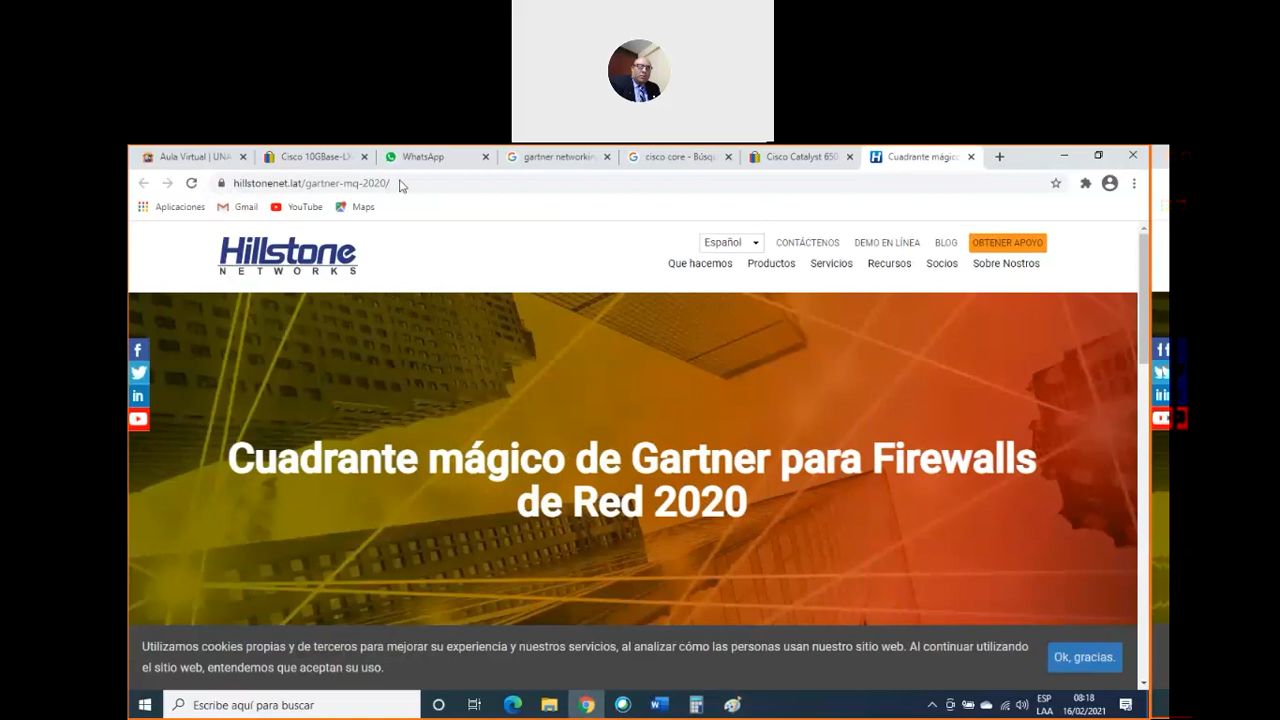 Aula Virtual | UNA
Cisco 10GBase-LX
WhatsApp
gartner networkin
cisco core - Búsq
Cisco Catalyst 650
Cuadrante mágico
hillstonenet.lat/gartner-mq-2020/
Aplicaciones
Gmail
YouTube
Maps
Hillstone
NETWORKS
Español
CONTÁCTENOS
DEMO EN LÍNEA
BLOG
OBTENER APOYO
Que hacemos
Productos
Servicios
Recursos
Socios
Sobre Nostros
Cuadrante mágico de Gartner para Firewalls
de Red 2020
Utilizamos cookies propias y de terceros para mejorar su experiencia y nuestros servicios, al analizar cómo las personas usan nuestro sitio web. Al continuar utilizando
el sitio web, entendemos que aceptan su uso.
Ok, gracias.
Escribe aquí para buscar
ESP
LAA
08:18
16/02/2021